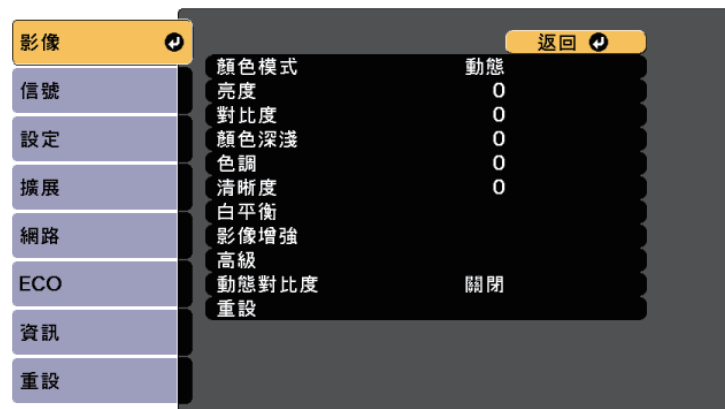 影像
信號
設定
擴展
網路
ECO
資訊
重設
返回
顏色模式 動態
亮度 0
對比度 0
顏色深淺 0
色調 0
清晰度 0
白平衡
影像增強
高級
動態對比度 關閉
重設